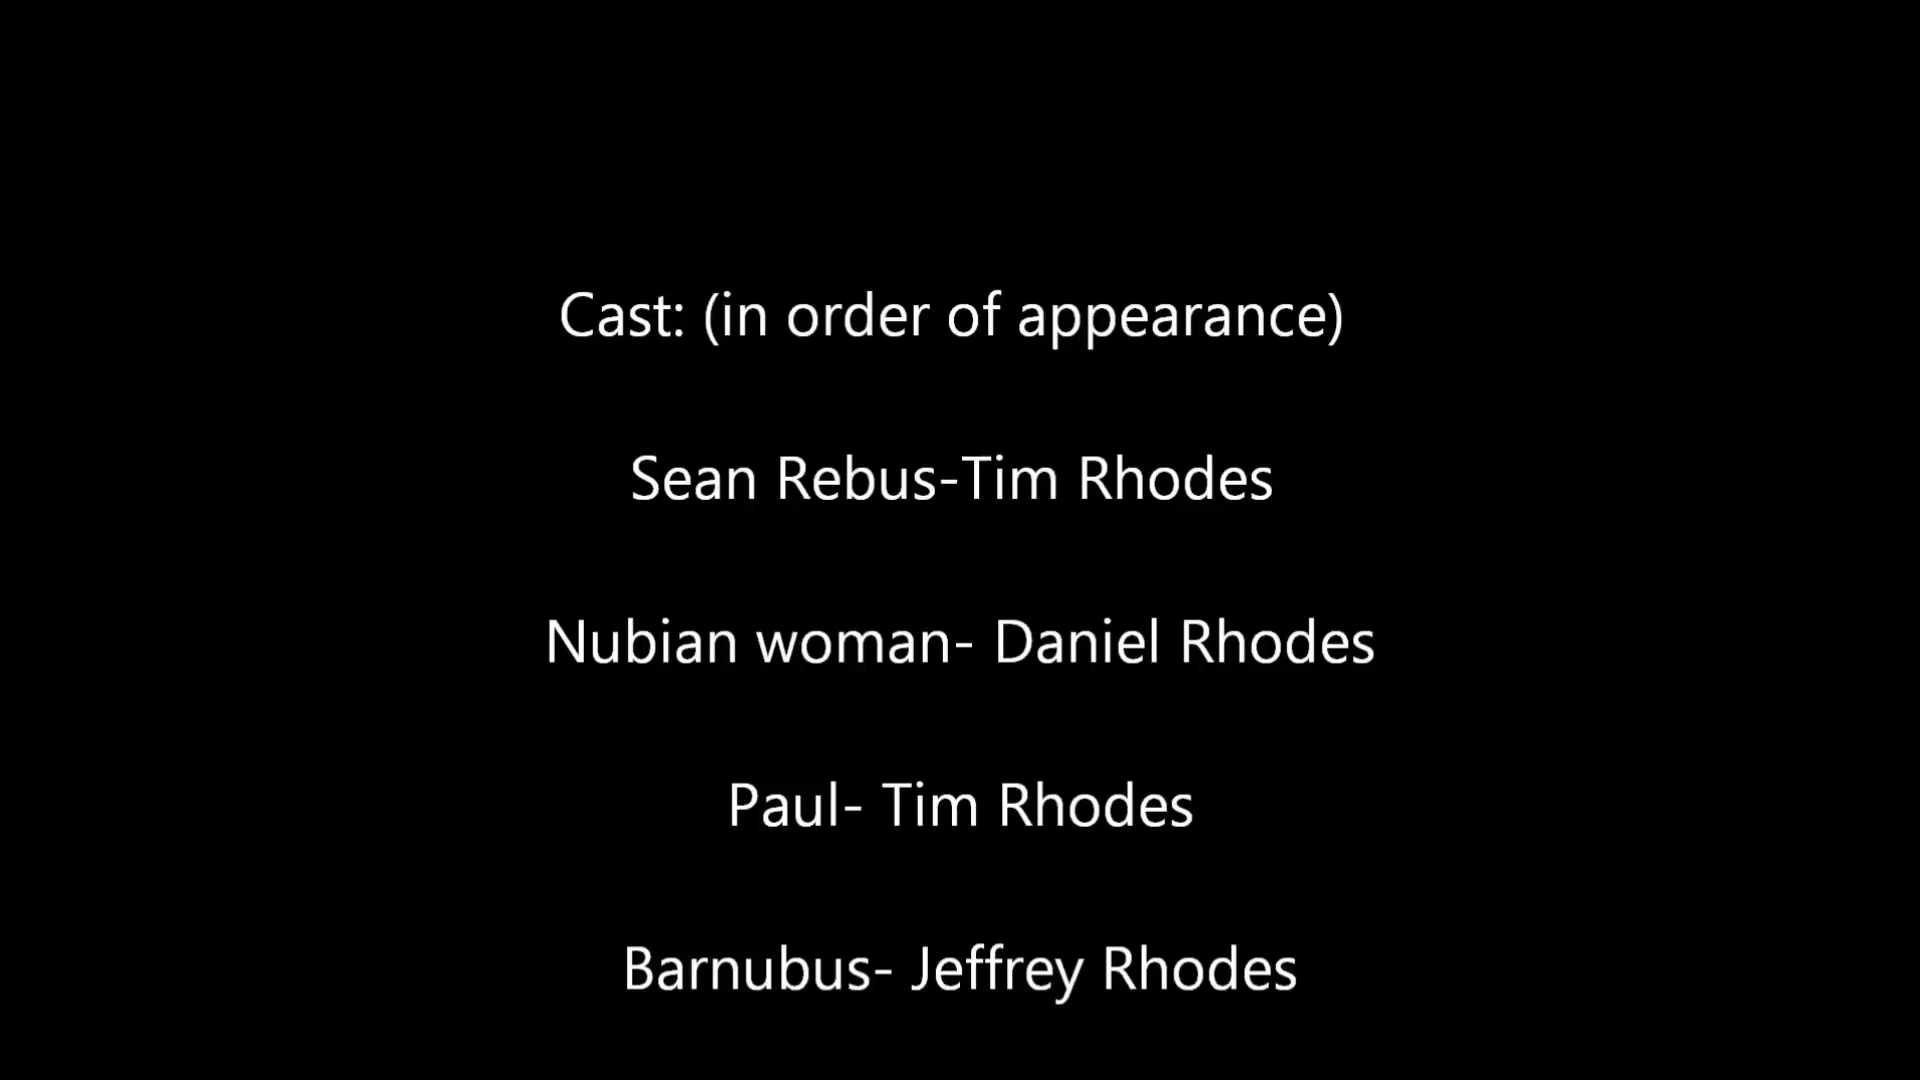 Cast: (in order of appearance)
Sean Rebus-Tim Rhodes
Nubian woman- Daniel Rhodes
Paul- Tim Rhodes
Barnubus- Jeffrey Rhodes